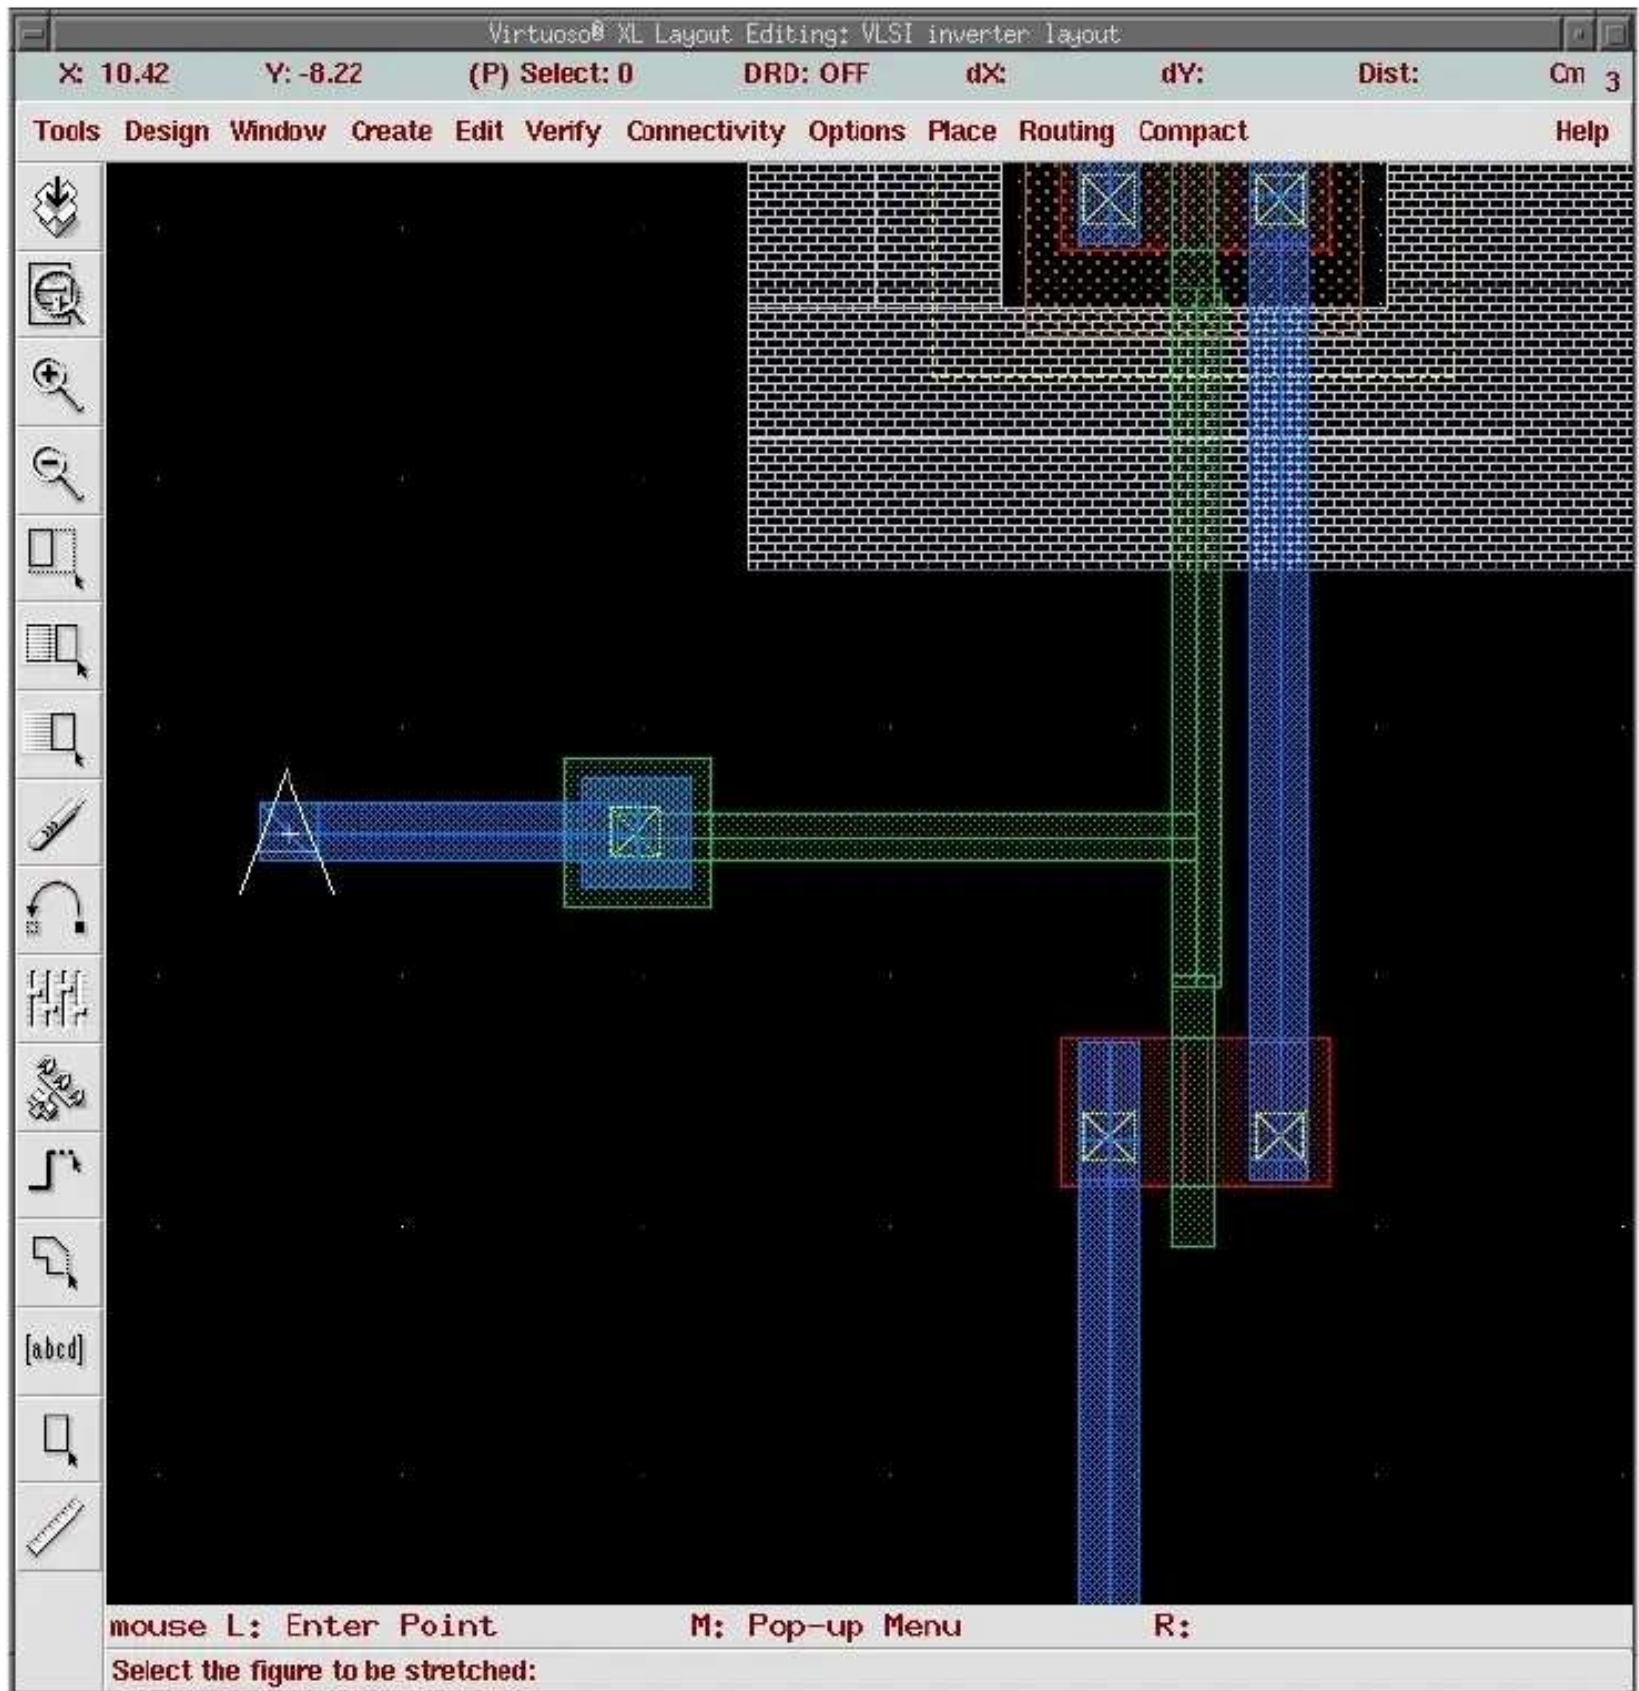 Virtuoso® XL Layout Editing: VLSI inverter layout
X: 10.42 Y: -8.22 (P) Select: 0 DRD: OFF dX: dY: Dist: Cm 3
Tools Design Window Create Edit Verify Connectivity Options Place Routing Compact Help
A
[abcd]
mouse L: Enter Point M: Pop-up Menu R:
Select the figure to be stretched: